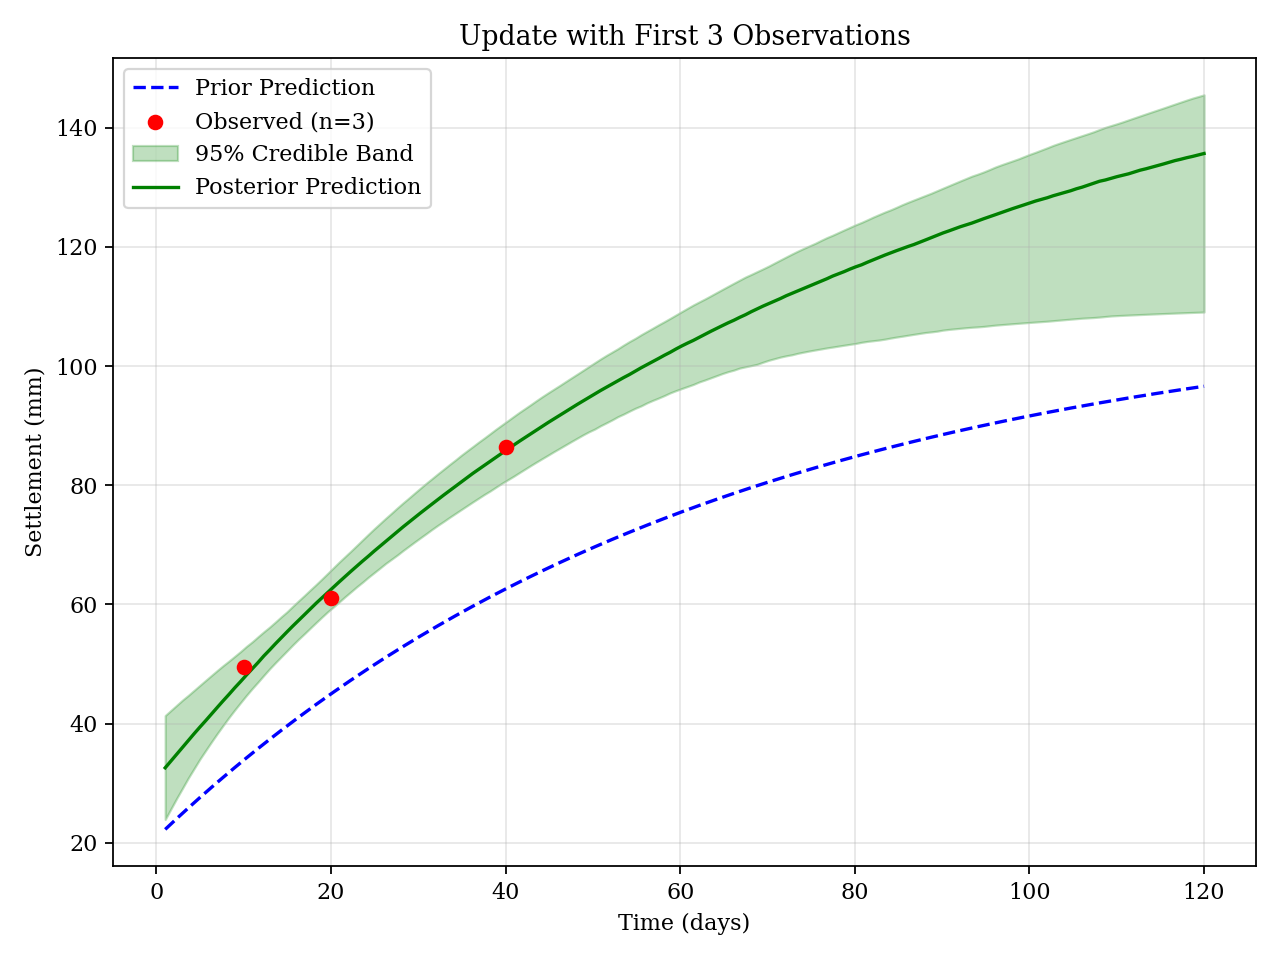 Update with First 3 Observations
Prior Prediction
Observed (n=3)
95% Credible Band
Posterior Prediction
Settlement (mm)
140
120
100
80
60
40
20
0 20 40 60 80 100 120
Time (days)